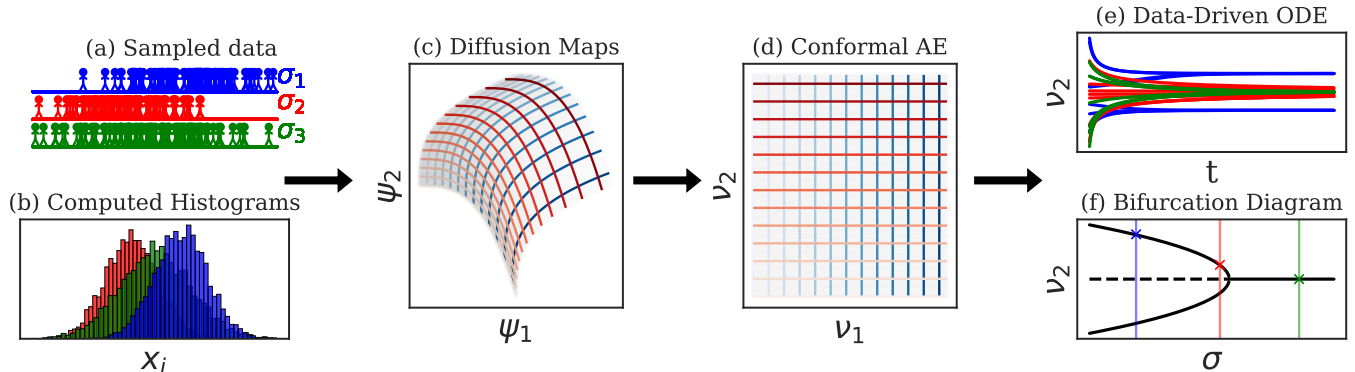 (a) Sampled data
σ1
σ2
σ3
(b) Computed Histograms
xi
(c) Diffusion Maps
ψ2
ψ1
(d) Conformal AE
ν2
ν1
(e) Data-Driven ODE
ν2
t
(f) Bifurcation Diagram
ν2
σ